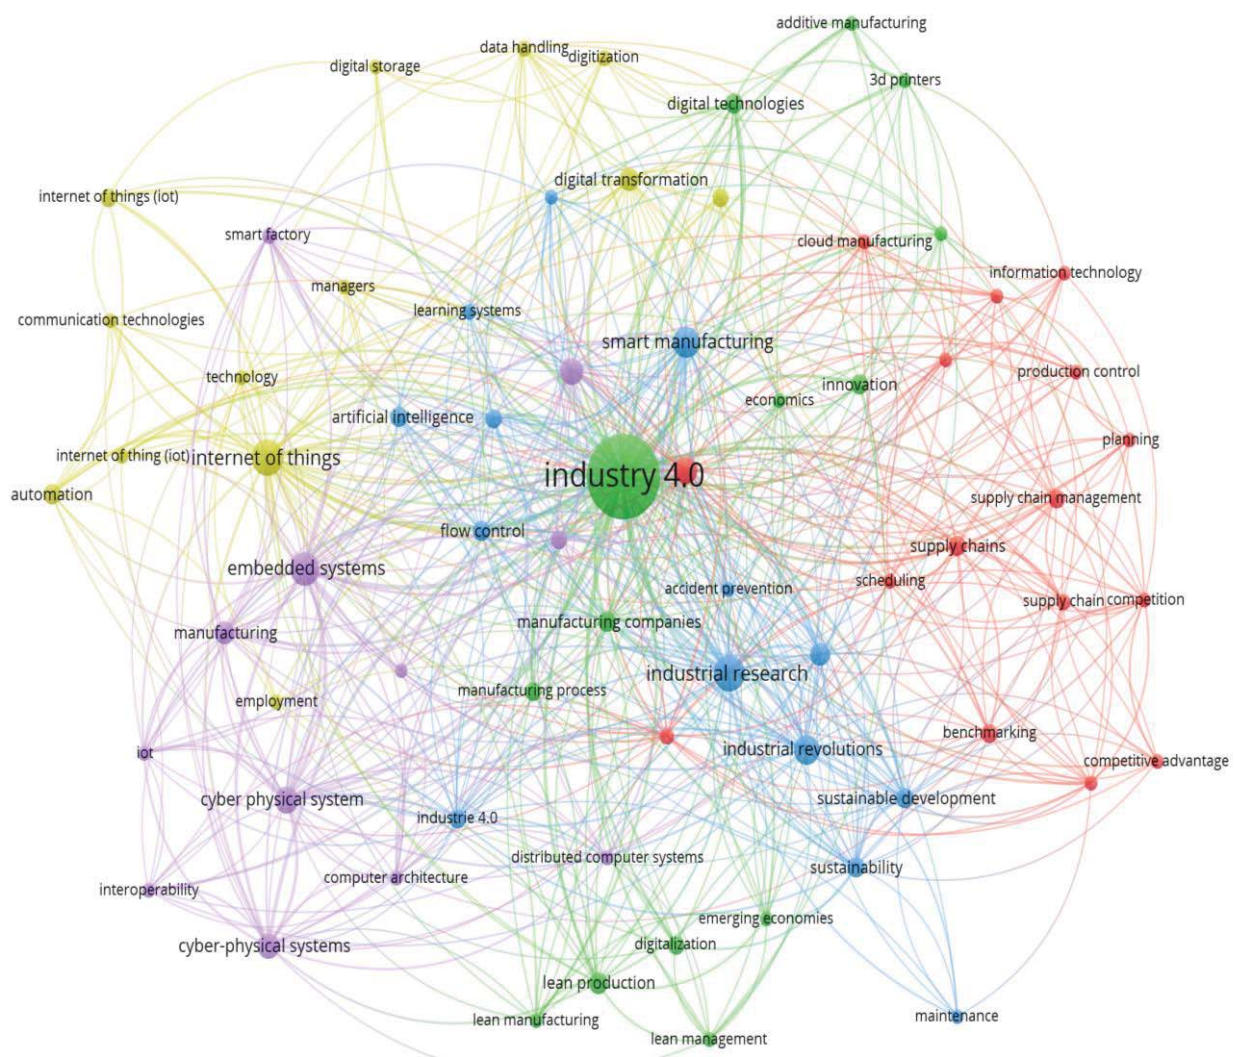 additive manufacturing
data handling
digitization
digital storage
3d printers
digital technologies
digital transformation
internet of things (iot)
smart factory
cloud manufacturing
information technology
managers
learning systems
communication technologies
smart manufacturing
technology
production control
innovation
economics
artificial intelligence
planning
internet of thing (iot)
internet of things
industry 4.0
automation
supply chain management
flow control
supply chains
embedded systems
scheduling
accident prevention
supply chain
competition
manufacturing companies
manufacturing
industrial research
manufacturing process
employment
benchmarking
iot
industrial revolutions
competitive advantage
cyber physical system
sustainable development
industrie 4.0
distributed computer systems
sustainability
computer architecture
interoperability
emerging economies
cyber-physical systems
digitalization
lean production
lean manufacturing
maintenance
lean management